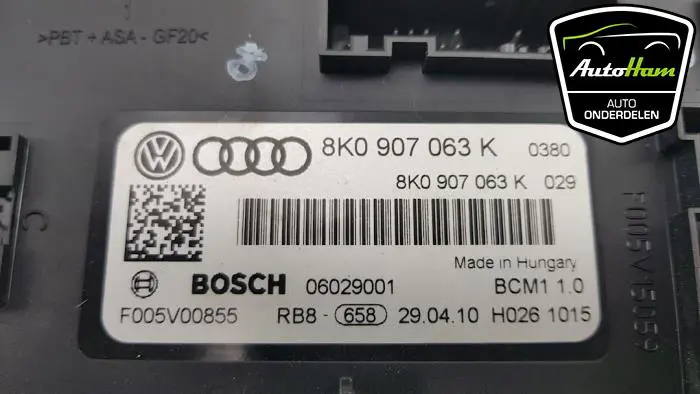 >PBT + ASA - GF20<
AutoHam
AUTO
ONDERDELEN
8K0 907 063 K 0380
8K0 907 063 K 029
Made in Hungary
BOSCH 06029001 BCM1 1.0
F005V00855 RB8 - 658 29.04.10 H026 1015
C
F005V15059